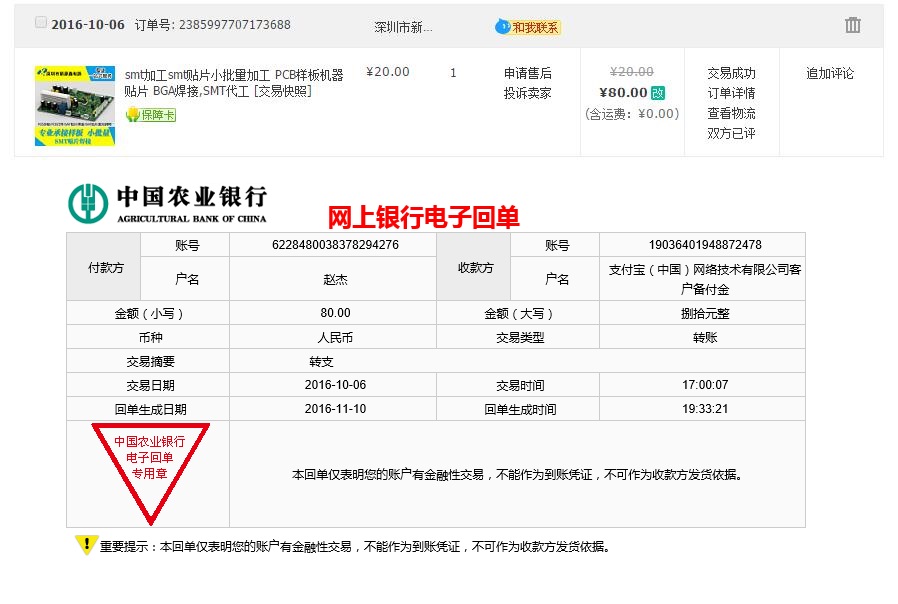 2016-10-06 订单号: 2385997707173688 深圳市新... 和我联系
smt加工smt贴片小批量加工 PCB样板机器 ¥20.00 1 申请售后 ¥20.00 交易成功 追加评论
贴片 BGA焊接,SMT代工 [交易快照] 投诉卖家 ¥80.00 改 订单详情
保障卡 (含运费: ¥0.00) 查看物流
双方已评
专业承接样板 小批量
SMT贴片焊接
中国农业银行
AGRICULTURAL BANK OF CHINA
网上银行电子回单
付款方 账号 6228480038378294276 收款方 账号 19036401948872478
户名 赵杰 户名 支付宝（中国）网络技术有限公司客
户备付金
金额（小写） 80.00 金额（大写） 捌拾元整
币种 人民币 交易类型 转账
交易摘要 转支
交易日期 2016-10-06 交易时间 17:00:07
回单生成日期 2016-11-10 回单生成时间 19:33:21
中国农业银行
电子回单
专用章
本回单仅表明您的账户有金融性交易，不能作为到账凭证，不可作为收款方发货依据。
重要提示：本回单仅表明您的账户有金融性交易，不能作为到账凭证，不可作为收款方发货依据。